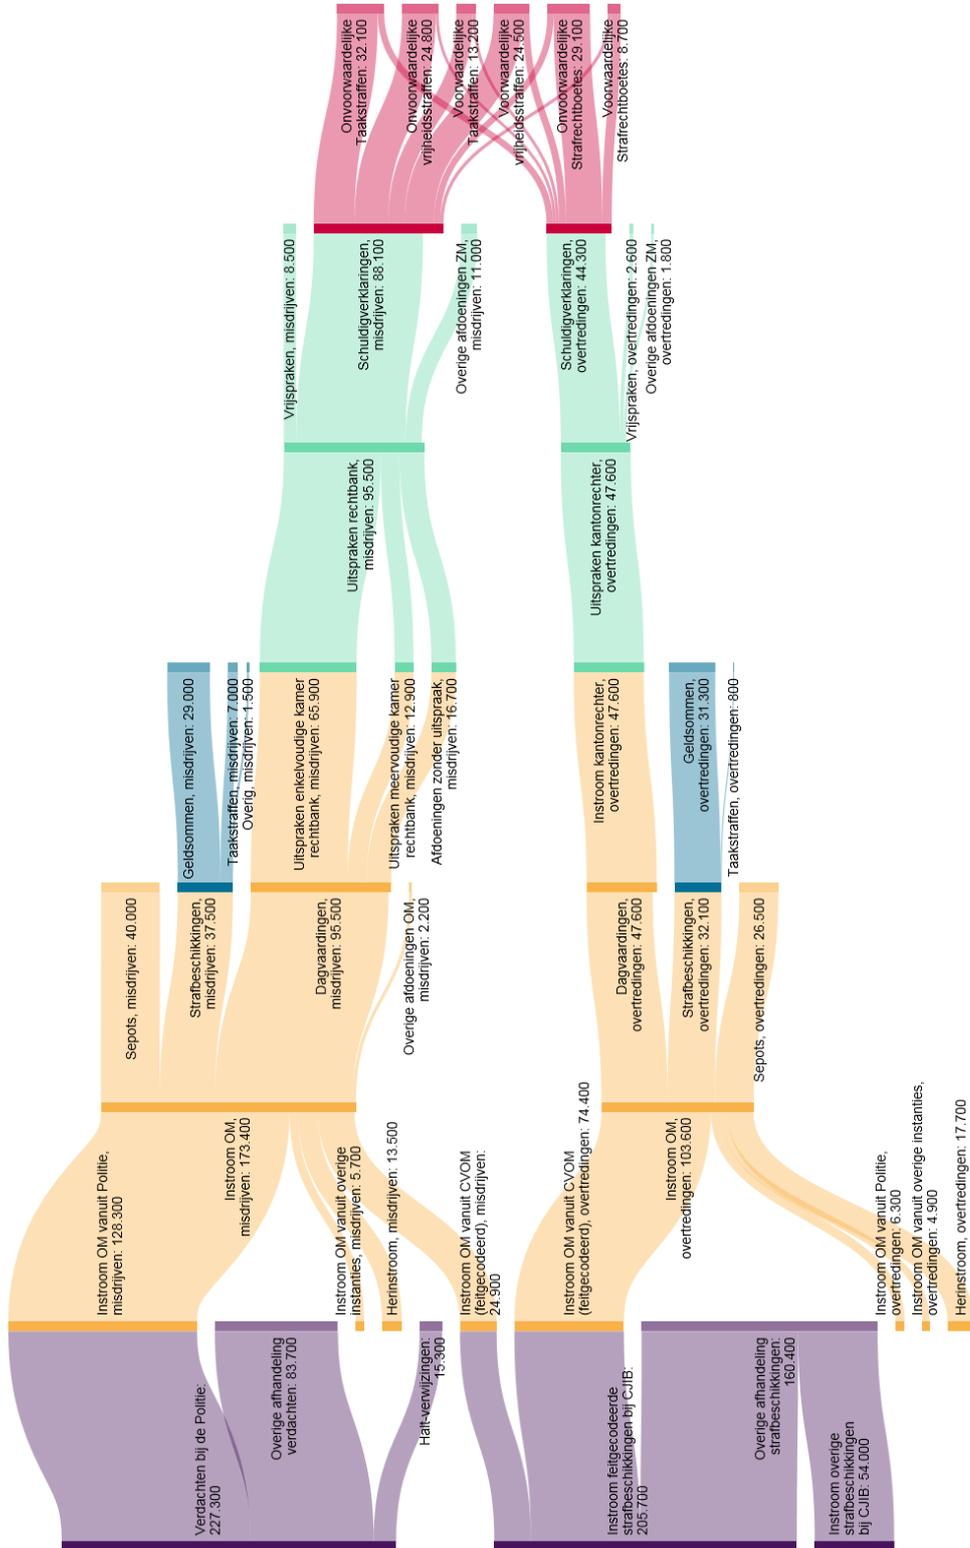 Onvoorwaardelijke
Taakstraffen: 32.100
Onvoorwaardelijke
vrijheidsstraffen: 24.800
Voorwaardelijke
Taakstraffen: 13.200
Voorwaardelijke
vrijheidsstraffen: 24.500
Onvoorwaardelijke
Strafrechtboetes: 29.100
Voorwaardelijke
Strafrechtboetes: 8.700
Vrijspraken, misdrijven: 8.500
Schuldigverklaringen,
misdrijven: 88.100
Overige afdoeningen ZM,
misdrijven: 11.000
Schuldigverklaringen,
overtredingen: 44.300
Vrijspraken, overtredingen: 2.600
Overige afdoeningen ZM,
overtredingen: 1.800
Uitspraken rechtbank,
misdrijven: 95.500
Uitspraken kantonrechter,
overtredingen: 47.600
Geldsommen, misdrijven: 29.000
Taakstraffen, misdrijven: 7.000
Overig, misdrijven: 1.500
Uitspraken enkelvoudige kamer
rechtbank, misdrijven: 65.900
Uitspraken meervoudige kamer
rechtbank, misdrijven: 12.900
Afdoeningen zonder uitspraak,
misdrijven: 16.700
Instroom kantonrechter,
overtredingen: 47.600
Geldsommen,
overtredingen: 31.300
Taakstraffen, overtredingen: 800
Sepots, misdrijven: 40.000
Strafbeschikkingen,
misdrijven: 37.500
Dagvaardingen,
misdrijven: 95.500
Overige afdoeningen OM,
misdrijven: 2.200
Dagvaardingen,
overtredingen: 47.600
Strafbeschikkingen,
overtredingen: 32.100
Sepots, overtredingen: 26.500
Instroom OM vanuit Politie,
misdrijven: 128.300
Instroom OM,
misdrijven: 173.400
Instroom OM vanuit overige
instanties, misdrijven: 5.700
Herinstroom, misdrijven: 13.500
Instroom OM vanuit CVOM
(feitgecodeerd), misdrijven:
24.900
Instroom OM vanuit CVOM
(feitgecodeerd), overtredingen: 74.400
Instroom OM,
overtredingen: 103.600
Instroom OM vanuit Politie,
overtredingen: 6.300
Instroom OM vanuit overige instanties,
overtredingen: 4.900
Herinstroom, overtredingen: 17.700
Verdachten bij de Politie:
227.300
Overige afhandeling
verdachten: 83.700
Halt-verwijzingen:
15.300
Instroom feitgecodeerde
strafbeschikkingen bij CJIB:
205.700
Overige afhandeling
strafbeschikkingen:
160.400
Instroom overige
strafbeschikkingen
bij CJIB: 54.000